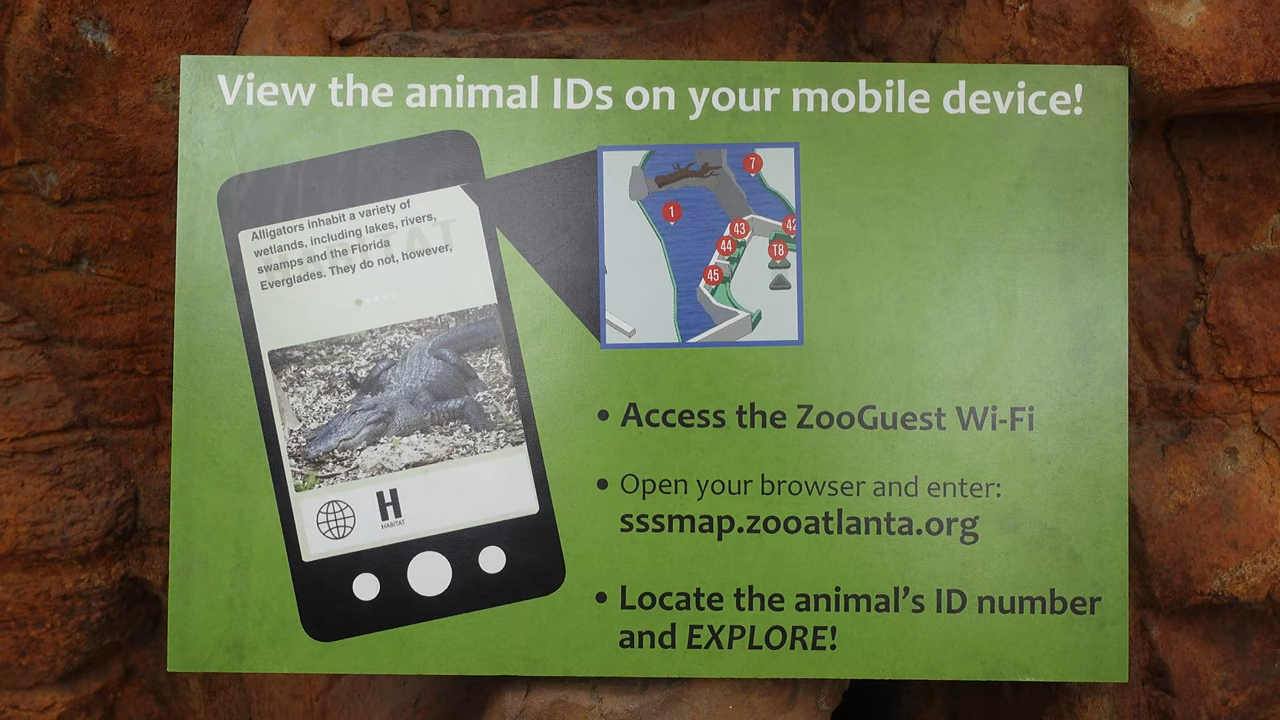 View the animal IDs on your mobile device!
Alligators inhabit a variety of
wetlands, including lakes, rivers,
swamps and the Florida
Everglades. They do not, however,
H
HABITAT
7
1
43
42
44
T8
45
• Access the ZooGuest Wi-Fi
• Open your browser and enter:
sssmap.zooatlanta.org
• Locate the animal's ID number
and EXPLORE!